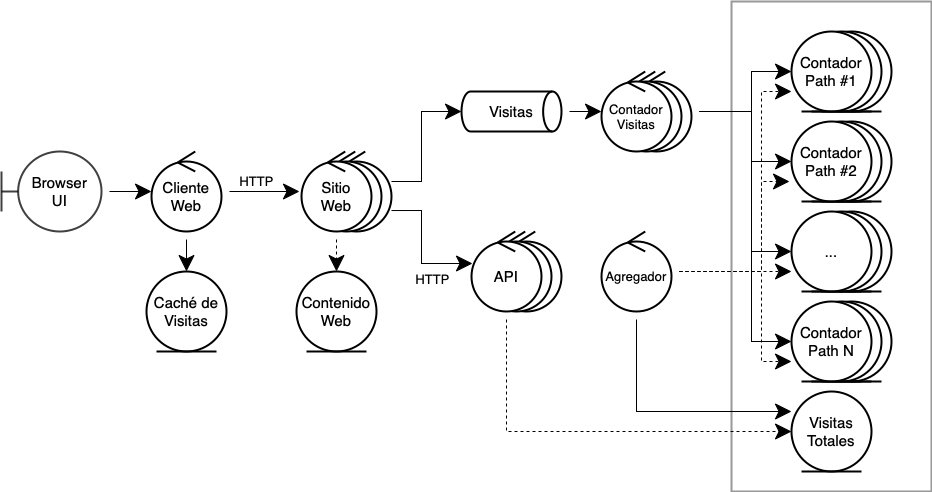 Browser
UI
Cliente
Web
HTTP
Sitio
Web
Caché de
Visitas
Contenido
Web
Visitas
Contador
Visitas
HTTP
API
Agregador
Contador
Path #1
Contador
Path #2
...
Contador
Path N
Visitas
Totales